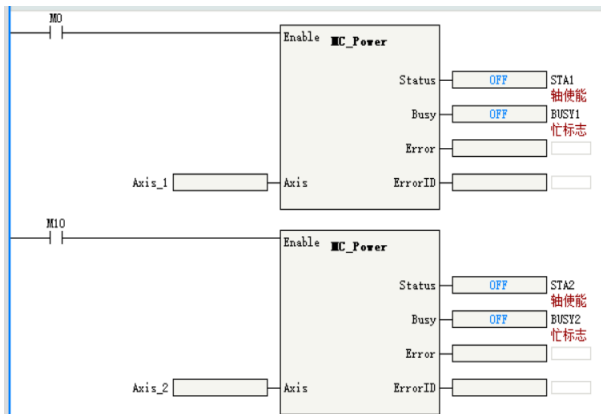 M0
Enable MC_Power
Status OFF STA1
轴使能
Busy OFF BUSY1
忙标志
Error
Axis_1 Axis ErrorID
M10
Enable MC_Power
Status OFF STA2
轴使能
Busy OFF BUSY2
忙标志
Error
Axis_2 Axis ErrorID